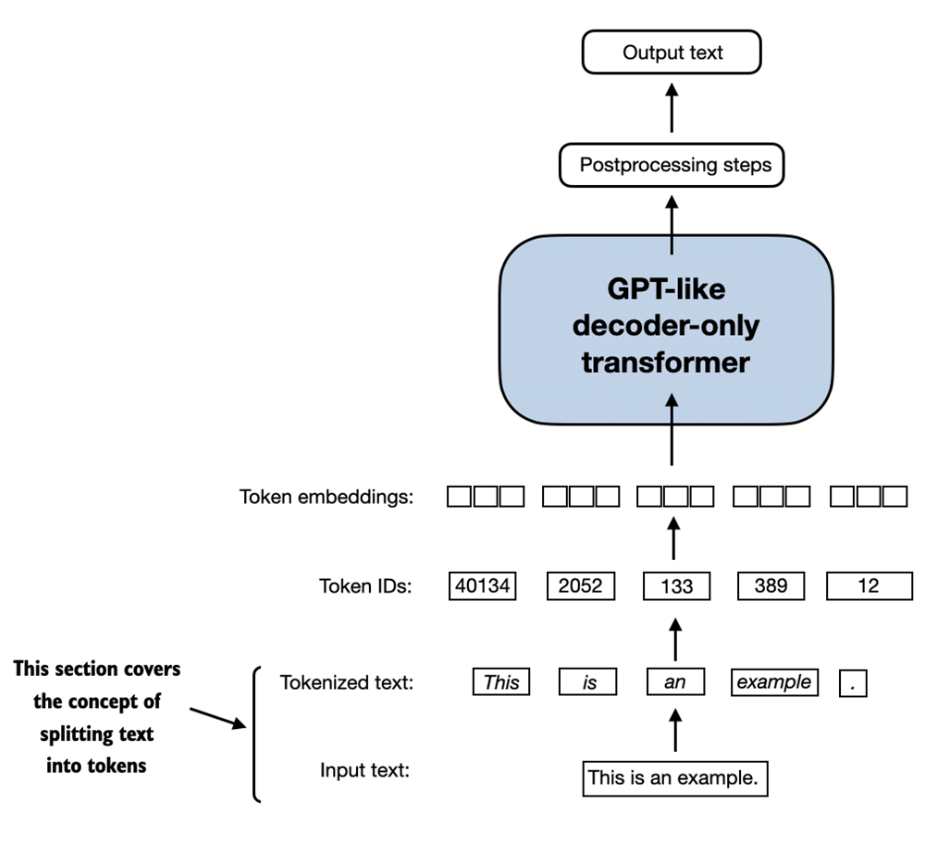 Output text
Postprocessing steps
GPT-like
decoder-only
transformer
Token embeddings:
Token IDs: 40134 2052 133 389 12
Tokenized text: This is an example .
Input text: This is an example.
This section covers
the concept of
splitting text
into tokens